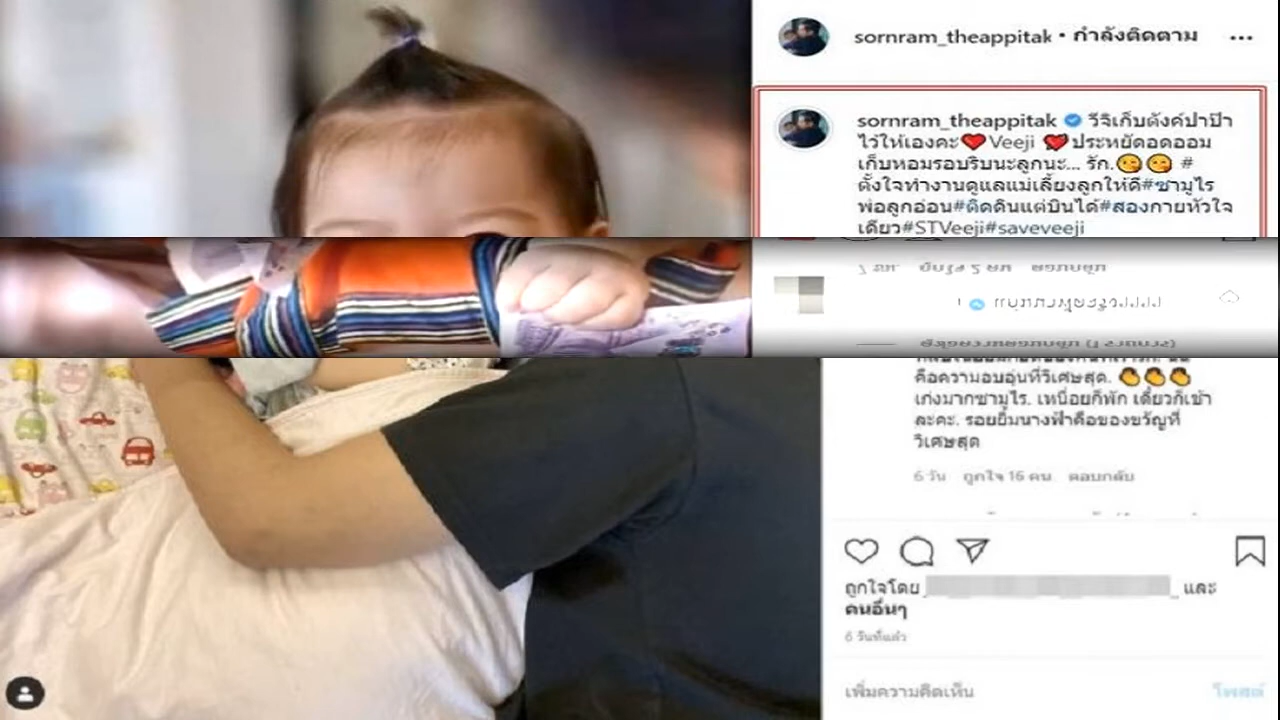 sornram_theappitak • กำลังติดตาม
sornram_theappitak วีจิเก็บตังค์ปาป๊า
ไว้ให้เองคะ❤️Veeji 💓ประหยัดอดออม
เก็บหอมรอบริบนะลูกนะ... รัก.😘😘 #
ตั้งใจทำงานดูแลแม่เลี้ยงลูกให้ดี#ซามูไร
พ่อลูกอ่อน#ติดดินแต่บินได้#สองกายหัวใจ
เดียว#STVeeji#saveveeji
คือความอบอุ่นที่วิเศษสุด. 👏👏👏
เก่งมากซามูไร. เหนื่อยก็พัก เดี๋ยวก็เช้า
ละคะ. รอยยิ้มนางฟ้าคือของขวัญที่
วิเศษสุด
6 วัน ถูกใจ 16 คน ตอบกลับ
ถูกใจโดย และ
คนอื่นๆ
6 วันที่แล้ว
เพิ่มความคิดเห็น โพสต์